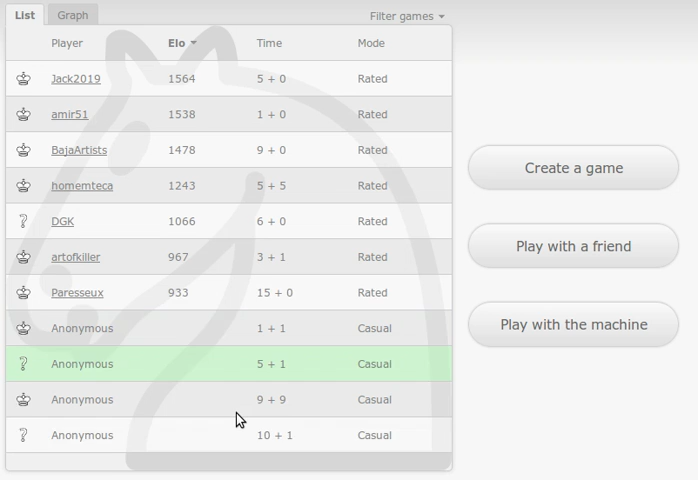 List Graph Filter games
Player Elo Time Mode
Jack2019 1564 5 + 0 Rated
amir51 1538 1 + 0 Rated
BajaArtists 1478 9 + 0 Rated
homemteca 1243 5 + 5 Rated
? DGK 1066 6 + 0 Rated
artofkiller 967 3 + 1 Rated
Paresseux 933 15 + 0 Rated
Anonymous 1 + 1 Casual
? Anonymous 5 + 1 Casual
Anonymous 9 + 9 Casual
? Anonymous 10 + 1 Casual
Create a game
Play with a friend
Play with the machine